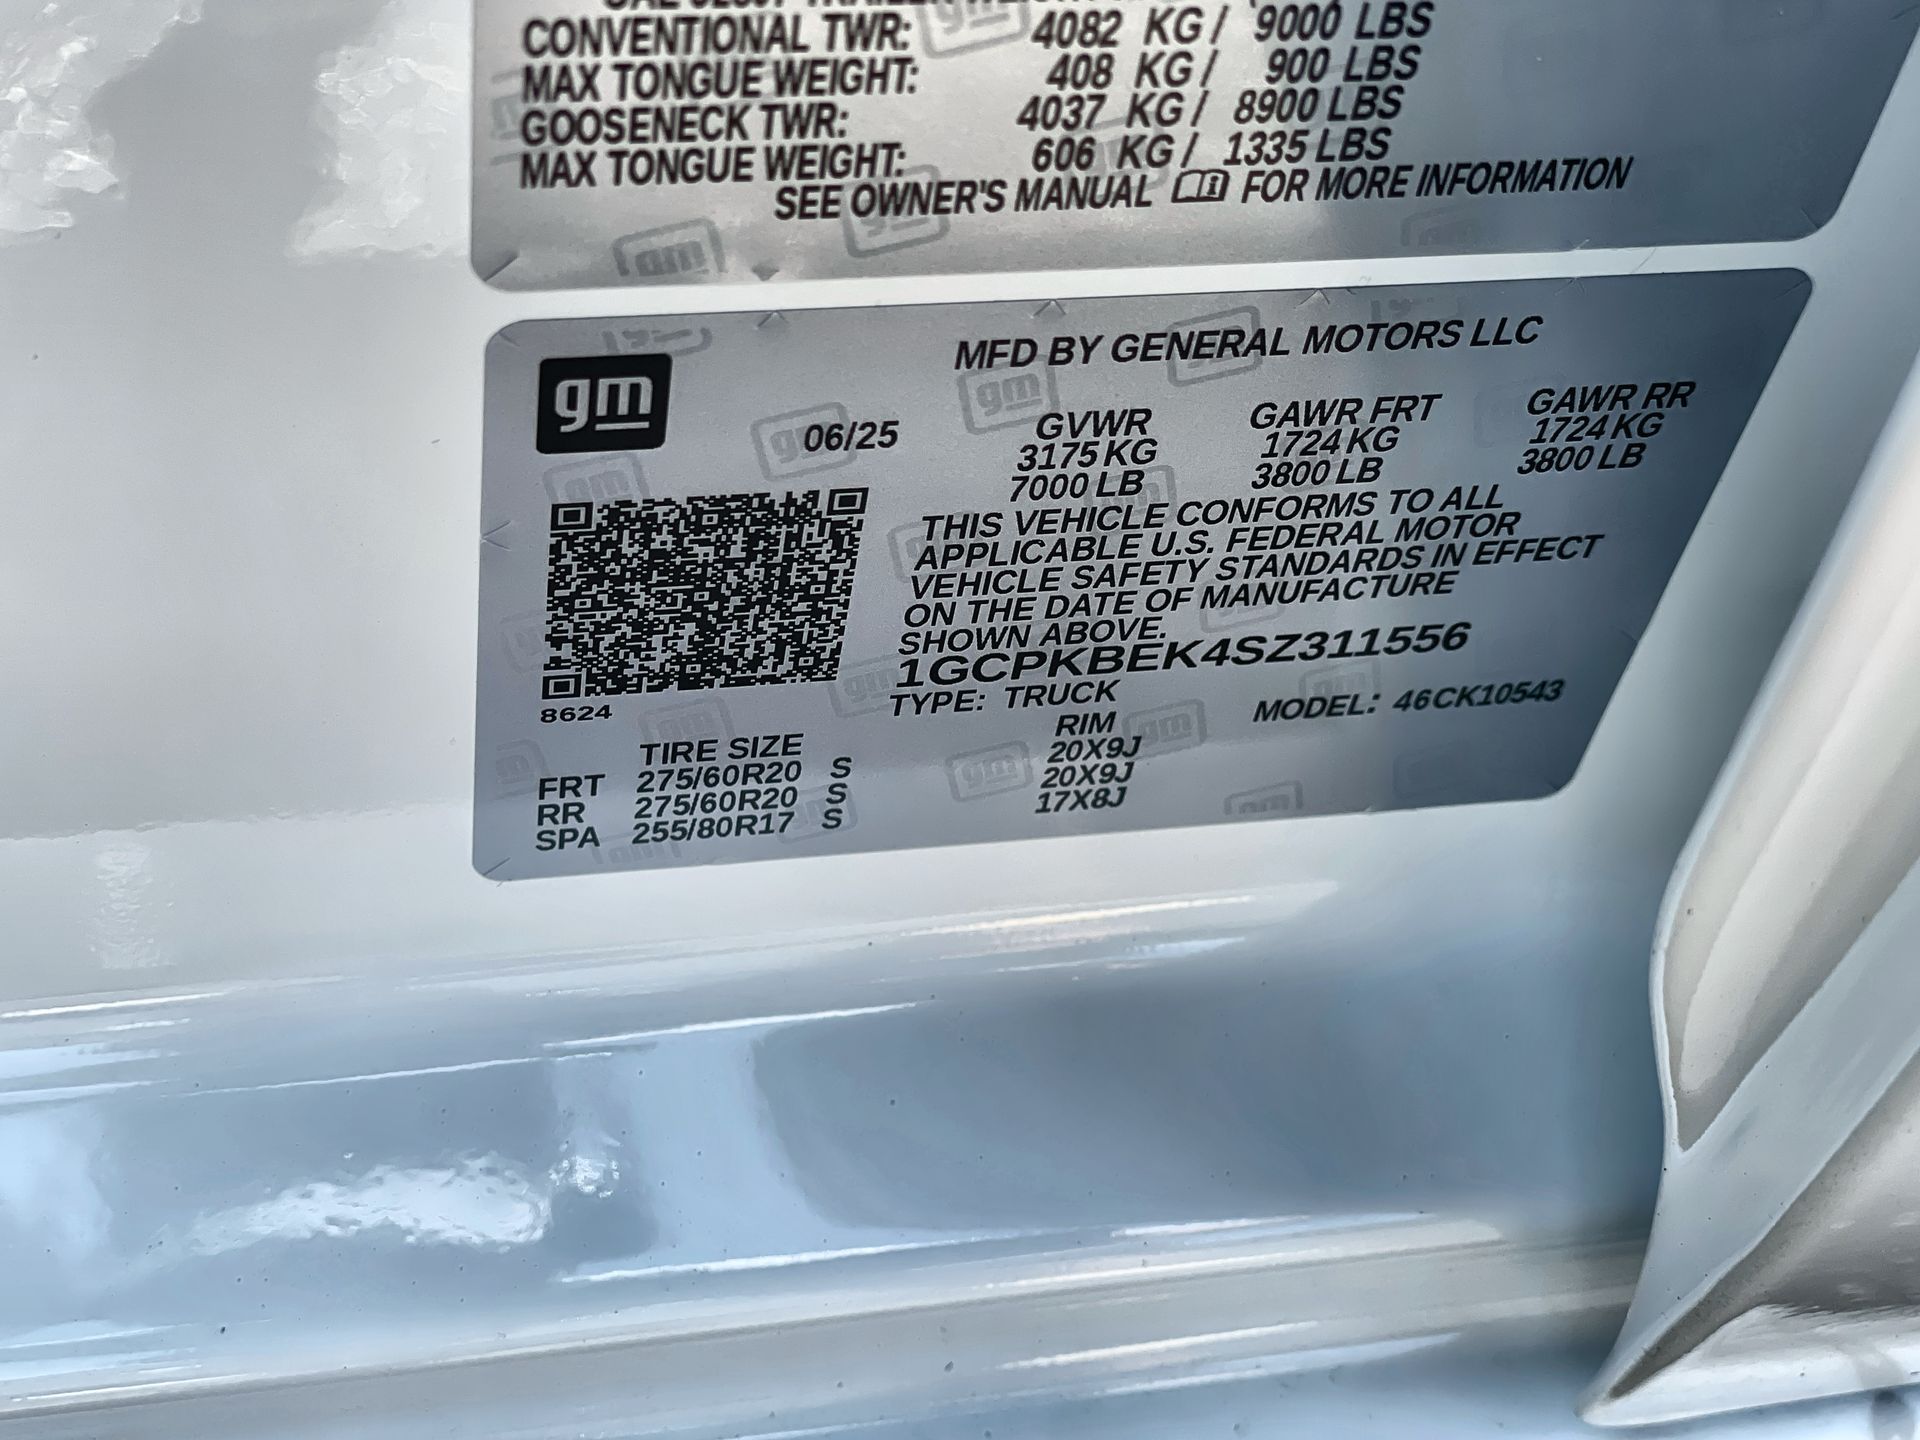 CONVENTIONAL TWR: 4082 KG / 9000 LBS
MAX TONGUE WEIGHT: 408 KG / 900 LBS
GOOSENECK TWR: 4037 KG / 8900 LBS
MAX TONGUE WEIGHT: 606 KG / 1335 LBS
SEE OWNER'S MANUAL FOR MORE INFORMATION
gm
MFD BY GENERAL MOTORS LLC
06/25
GVWR GAWR FRT GAWR RR
3175 KG 1724 KG 1724 KG
7000 LB 3800 LB 3800 LB
THIS VEHICLE CONFORMS TO ALL
APPLICABLE U.S. FEDERAL MOTOR
VEHICLE SAFETY STANDARDS IN EFFECT
ON THE DATE OF MANUFACTURE
SHOWN ABOVE.
1GCPKBEK4SZ311556
TYPE: TRUCK MODEL: 46CK10543
8624
TIRE SIZE RIM
FRT 275/60R20 S 20X9J
RR 275/60R20 S 20X9J
SPA 255/80R17 S 17X8J